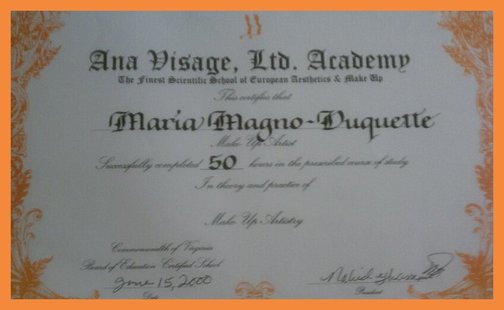 Ana Visage, Ltd. Academy
The Finest Scientific School of European Aesthetics & Make Up
This certifies that
Maria Magno-Duquette
Make Up Artist
Successfully completed 50 hours in the prescribed course of study
In theory and practice of
Make Up Artistry
Commonwealth of Virginia
Board of Education Certified School
June 15, 2000
Date
President